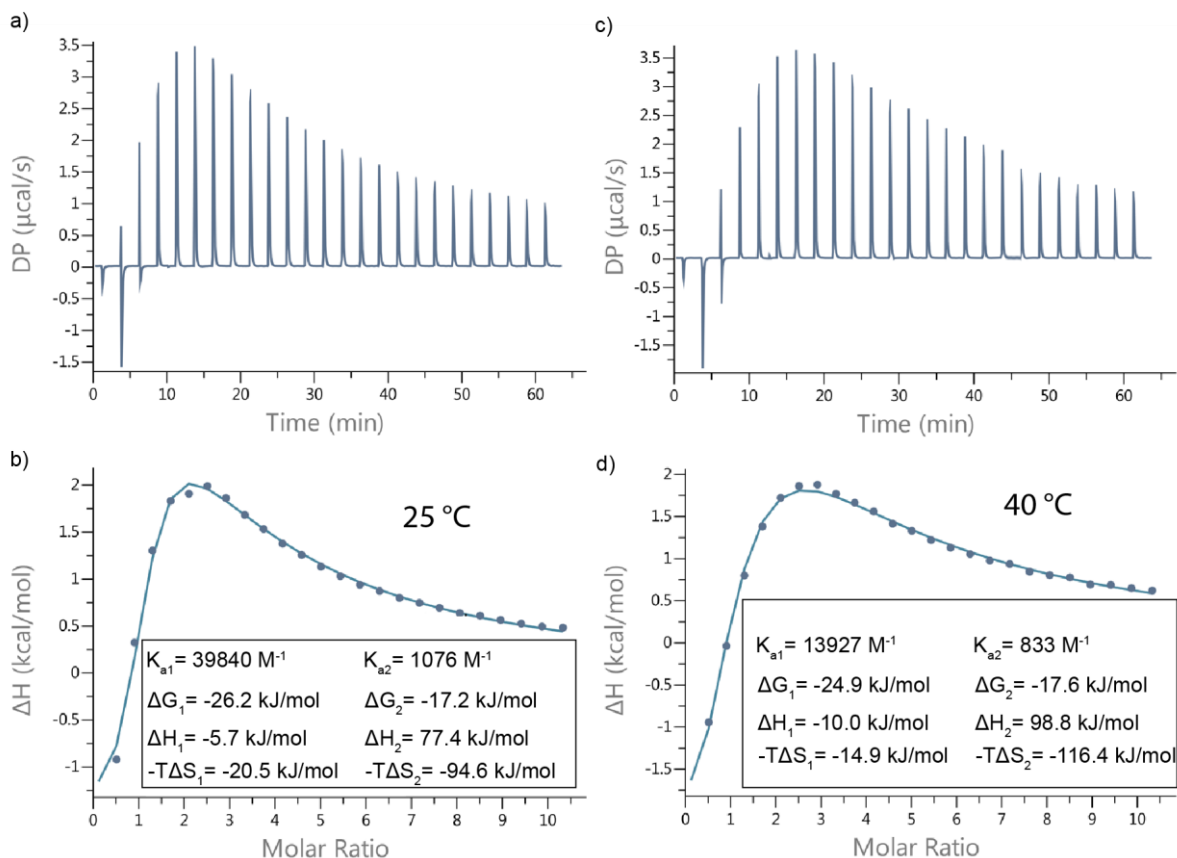 a)
3.5
3
2.5
2
1.5
1
0.5
0
-0.5
-1
-1.5
DP (µcal/s)
0 10 20 30 40 50 60
Time (min)
c)
3.5
3
2.5
2
1.5
1
0.5
0
-0.5
-1
-1.5
DP (µcal/s)
0 10 20 30 40 50 60
Time (min)
b)
2
1.5
1
0.5
0
-0.5
-1
ΔH (kcal/mol)
25 °C
Ka1= 39840 M-1 Ka2= 1076 M-1
ΔG1= -26.2 kJ/mol ΔG2= -17.2 kJ/mol
ΔH1= -5.7 kJ/mol ΔH2= 77.4 kJ/mol
-TΔS1= -20.5 kJ/mol -TΔS2= -94.6 kJ/mol
0 1 2 3 4 5 6 7 8 9 10
Molar Ratio
d)
2
1.5
1
0.5
0
-0.5
-1
-1.5
ΔH (kcal/mol)
40 °C
Ka1= 13927 M-1 Ka2= 833 M-1
ΔG1= -24.9 kJ/mol ΔG2= -17.6 kJ/mol
ΔH1= -10.0 kJ/mol ΔH2= 98.8 kJ/mol
-TΔS1= -14.9 kJ/mol -TΔS2= -116.4 kJ/mol
0 1 2 3 4 5 6 7 8 9 10
Molar Ratio